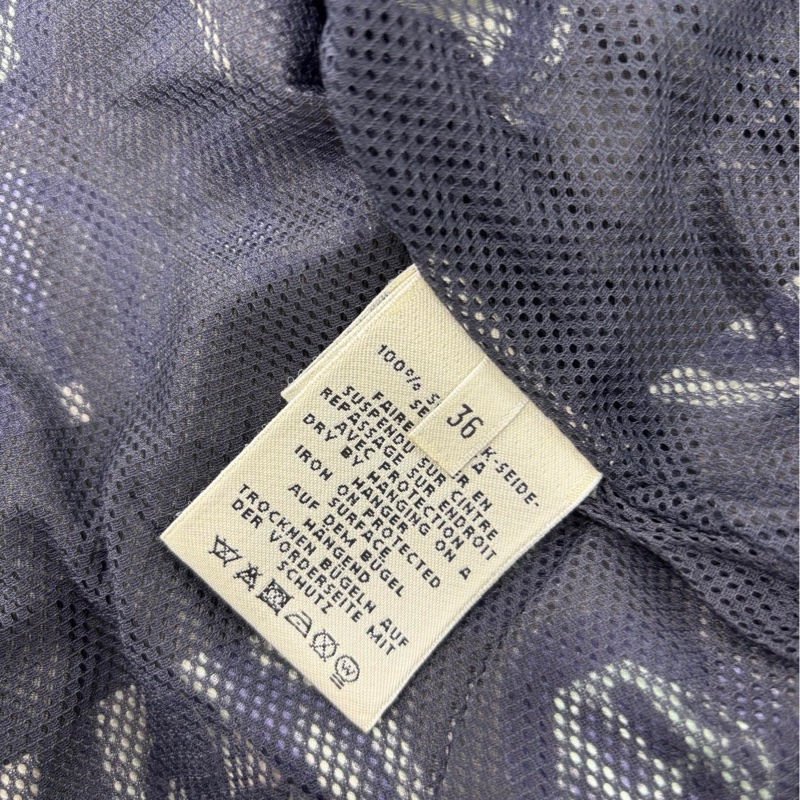 100% S
36
K-SEIDE-
SE
FAIRE
A
SUSPENDU SUR CINTRE
REPASSAGE SUR ENDROIT
AVEC PROTECTION
DRY BY HANGING ON A
HANGER
IRON ON PROTECTED
SURFACE
AUF DEM BÜGEL
HÄNGEND
TROCKNEN BÜGELN AUF
DER VORDERSEITE MIT
SCHUTZ
W